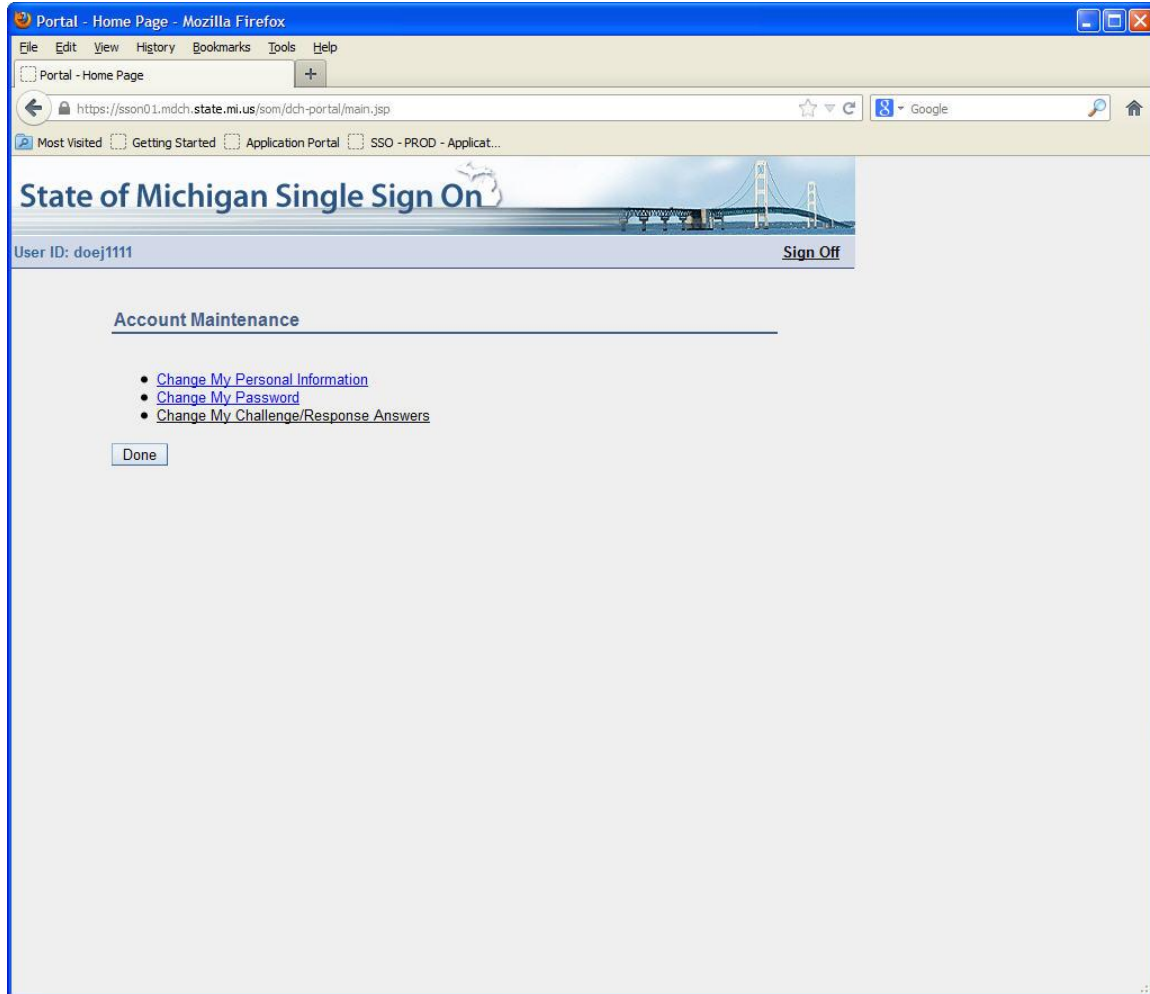 Portal - Home Page - Mozilla Firefox
File Edit View History Bookmarks Tools Help
Portal - Home Page +
https://sson01.mdch.state.mi.us/som/dch-portal/main.jsp Google
Most Visited Getting Started Application Portal SSO - PROD - Applicat...
State of Michigan Single Sign On
User ID: doej1111 Sign Off
Account Maintenance
Change My Personal Information
Change My Password
Change My Challenge/Response Answers
Done